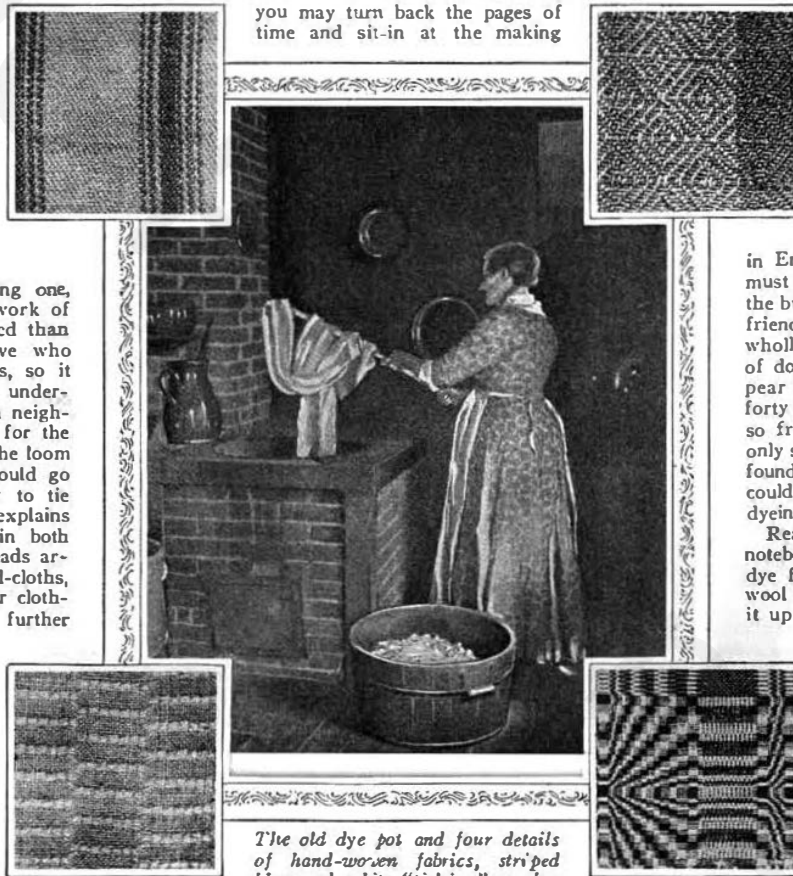 you may turn back the pages of
time and sit-in at the making
ng one,
work of
ed than
ve who
s, so it
under-
neigh-
for the
he loom
ould go
to tie
explains
in both
ads ar-
l-cloths,
r cloth-
further
in En
must
the b
friend
wholl
of do
pear
forty
so fr
only s
found
could
dyein
Rea
noteb
dye f
wool
it up
The old dye pot and four details
of hand-woven fabrics, striped